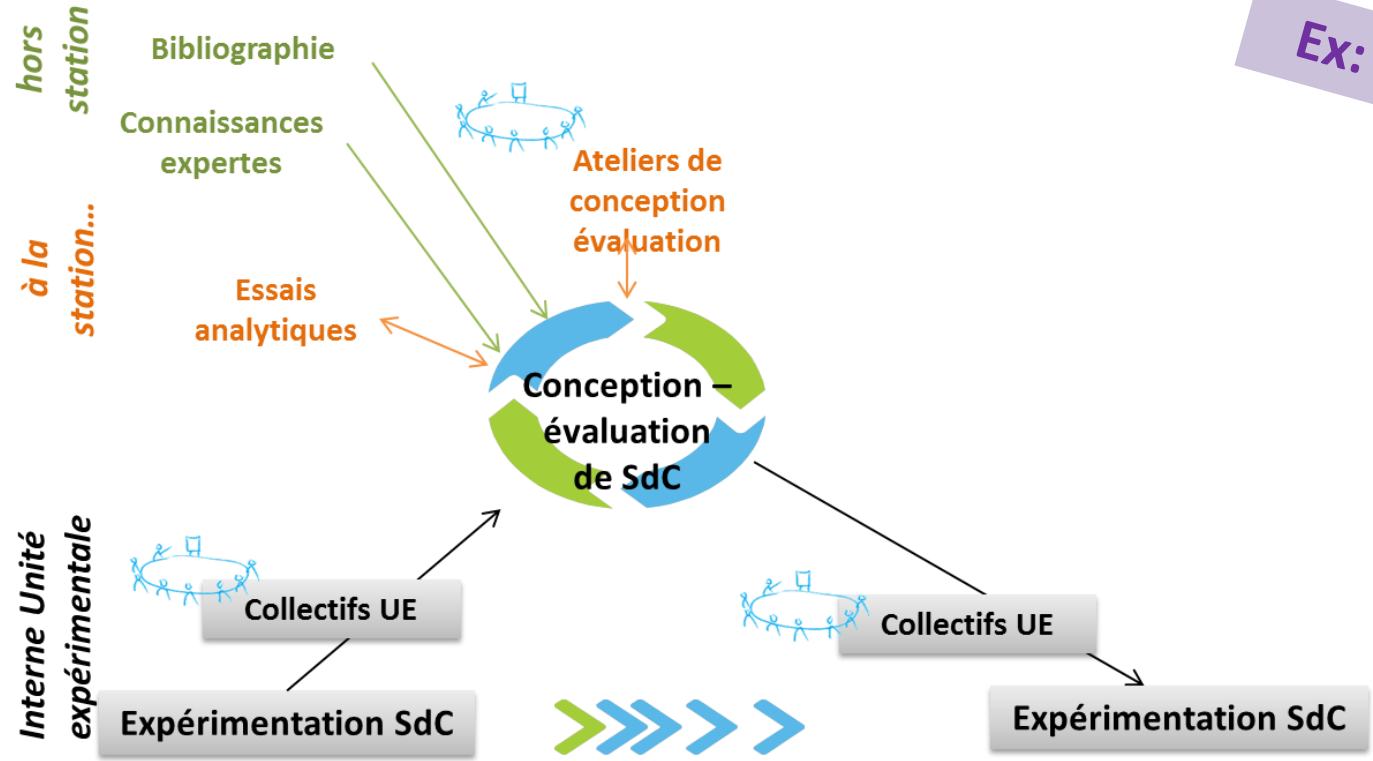 hors
station
Bibliographie
Ex:
Connaissances
expertes
Ateliers de
conception
évaluation
à la
station...
Essais
analytiques
Conception –
évaluation
de SdC
Interne Unité
expérimentale
Collectifs UE
Collectifs UE
Expérimentation SdC
Expérimentation SdC